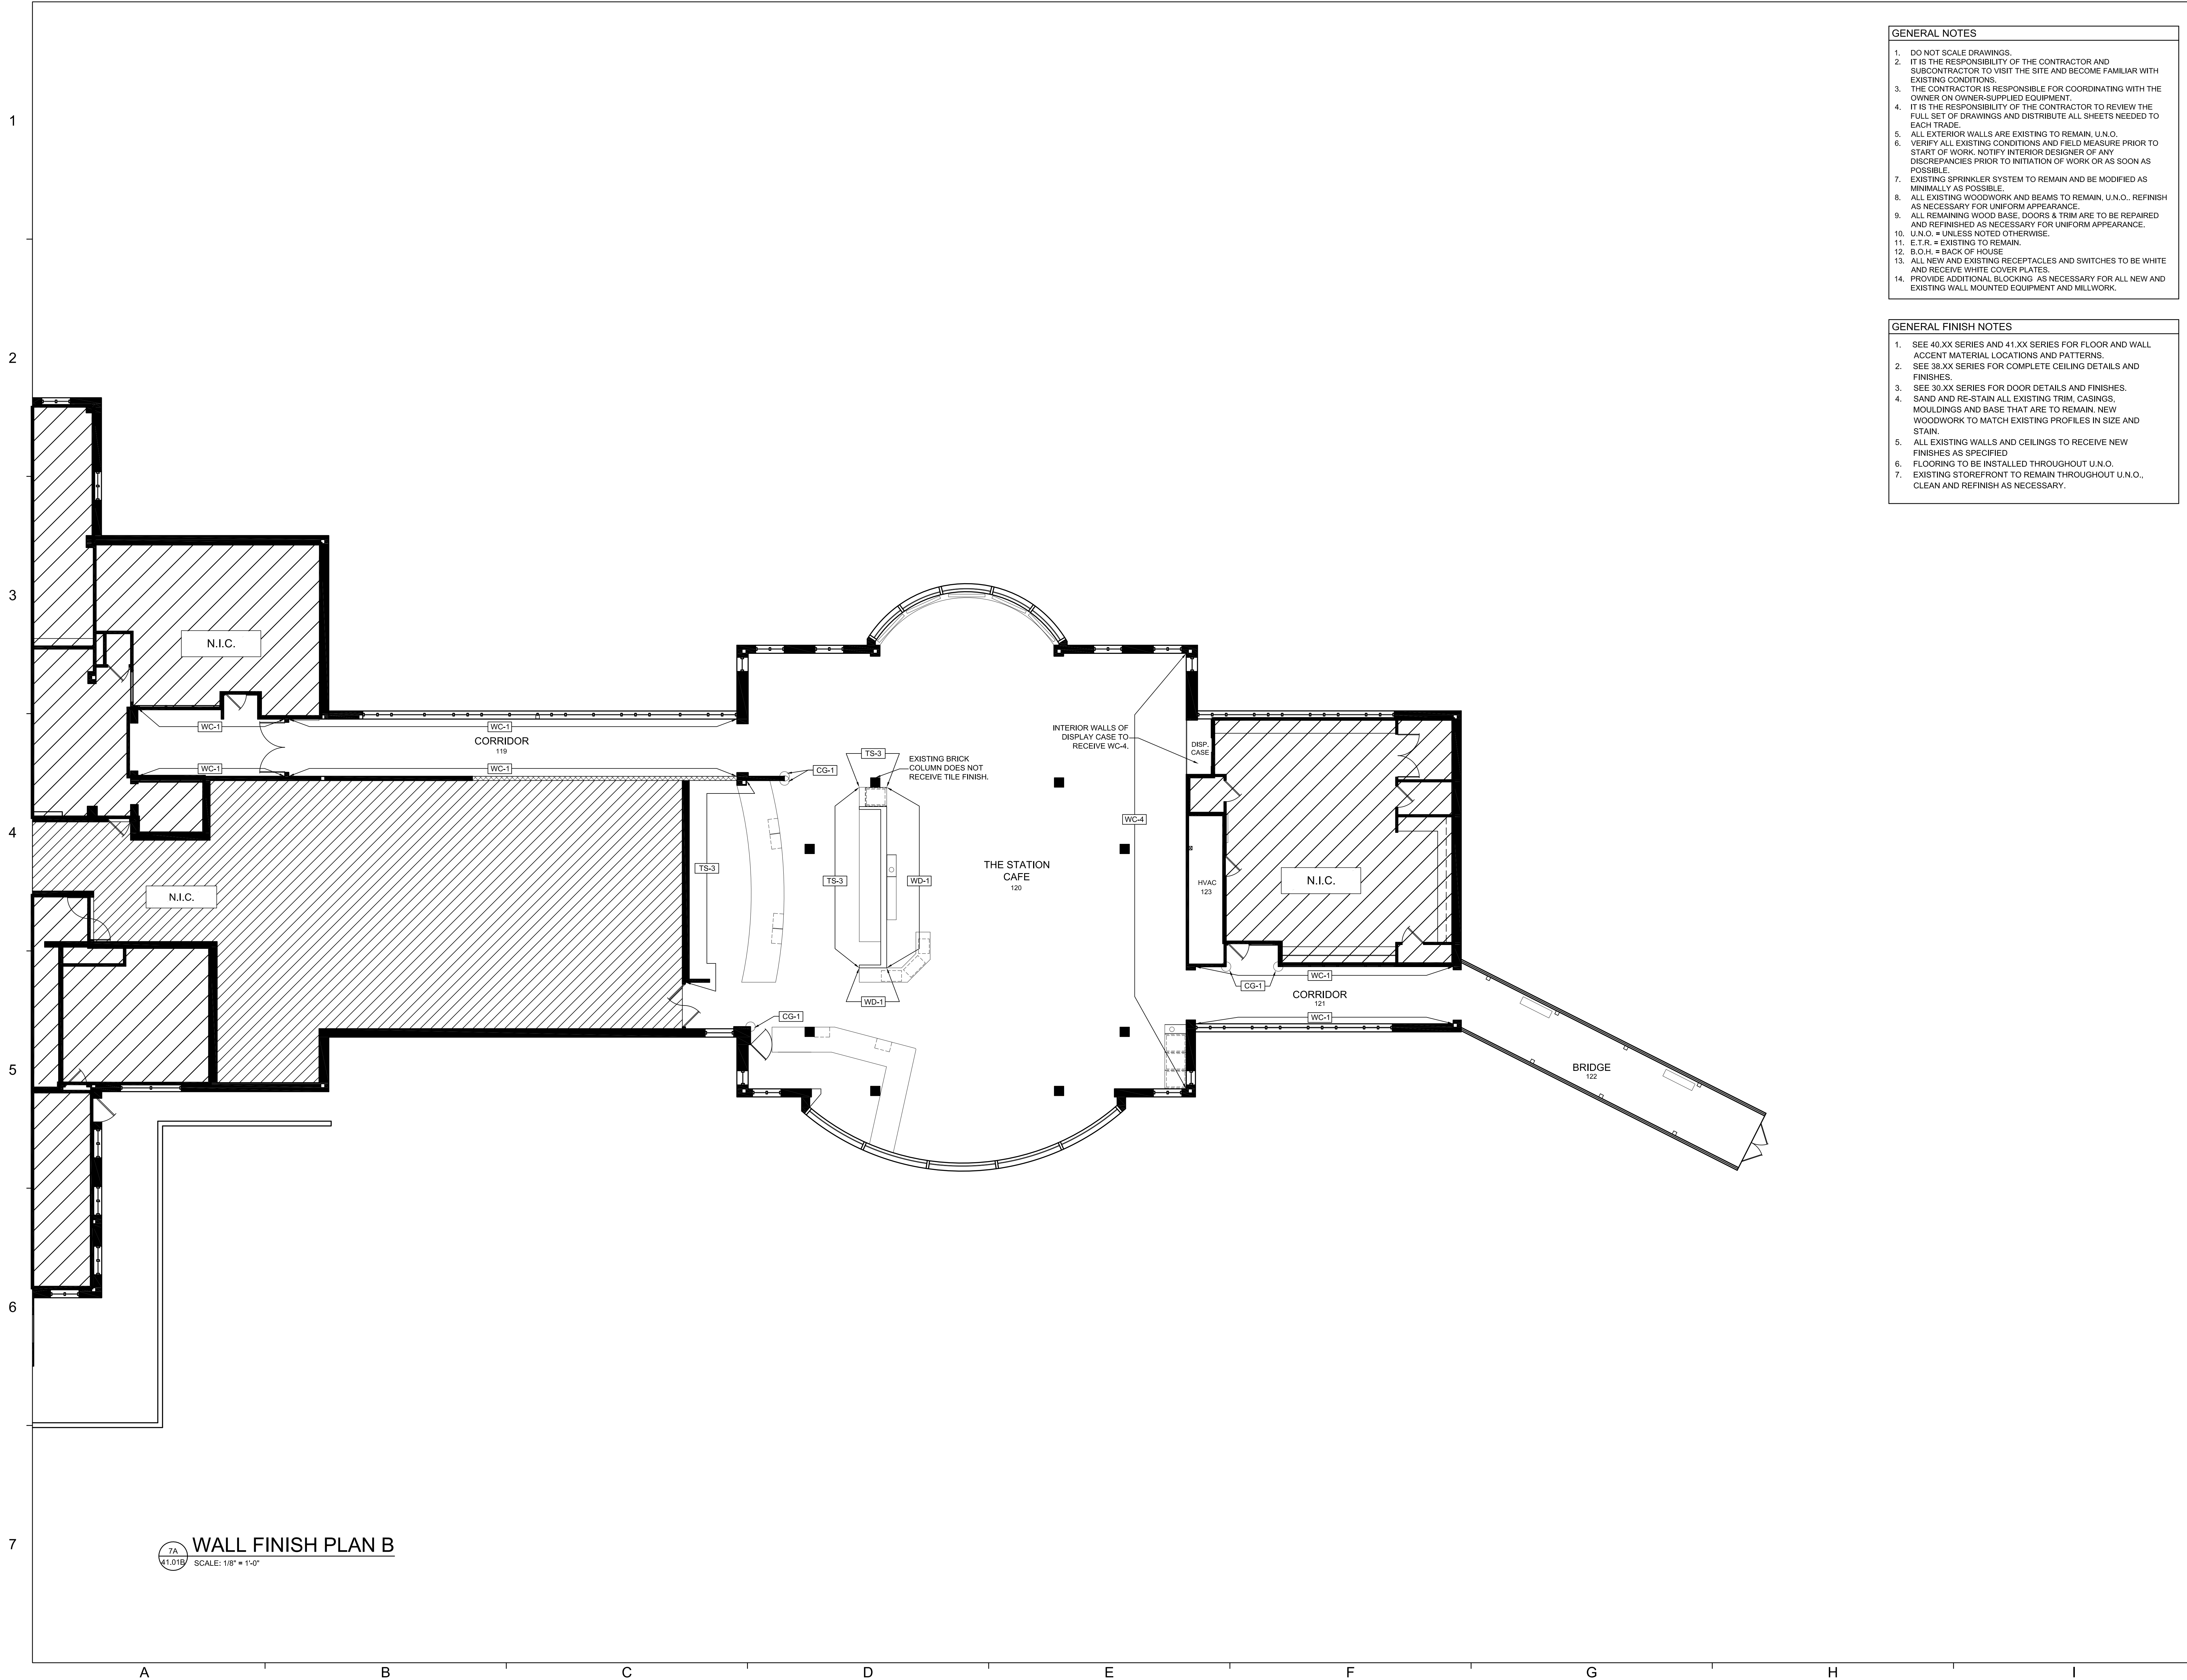 GENERAL NOTES
1. DO NOT SCALE DRAWINGS.
2. IT IS THE RESPONSIBILITY OF THE CONTRACTOR AND
SUBCONTRACTOR TO VISIT THE SITE AND BECOME FAMILIAR WITH
EXISTING CONDITIONS.
3. THE CONTRACTOR IS RESPONSIBLE FOR COORDINATING WITH THE
OWNER ON OWNER-SUPPLIED EQUIPMENT.
4. IT IS THE RESPONSIBILITY OF THE CONTRACTOR TO REVIEW THE
FULL SET OF DRAWINGS AND DISTRIBUTE ALL SHEETS NEEDED TO
EACH TRADE.
5. ALL EXTERIOR WALLS ARE EXISTING TO REMAIN, U.N.O.
6. VERIFY ALL EXISTING CONDITIONS AND FIELD MEASURE PRIOR TO
START OF WORK. NOTIFY INTERIOR DESIGNER OF ANY
DISCREPANCIES PRIOR TO INITIATION OF WORK OR AS SOON AS
POSSIBLE.
7. EXISTING SPRINKLER SYSTEM TO REMAIN AND BE MODIFIED AS
MINIMALLY AS POSSIBLE.
8. ALL EXISTING WOODWORK AND BEAMS TO REMAIN, U.N.O.. REFINISH
AS NECESSARY FOR UNIFORM APPEARANCE.
9. ALL REMAINING WOOD BASE, DOORS & TRIM ARE TO BE REPAIRED
AND REFINISHED AS NECESSARY FOR UNIFORM APPEARANCE.
10. U.N.O. = UNLESS NOTED OTHERWISE.
11. E.T.R. = EXISTING TO REMAIN.
12. B.O.H. = BACK OF HOUSE
13. ALL NEW AND EXISTING RECEPTACLES AND SWITCHES TO BE WHITE
AND RECEIVE WHITE COVER PLATES.
14. PROVIDE ADDITIONAL BLOCKING AS NECESSARY FOR ALL NEW AND
EXISTING WALL MOUNTED EQUIPMENT AND MILLWORK.
GENERAL FINISH NOTES
1. SEE 40.XX SERIES AND 41.XX SERIES FOR FLOOR AND WALL
ACCENT MATERIAL LOCATIONS AND PATTERNS.
2. SEE 38.XX SERIES FOR COMPLETE CEILING DETAILS AND
FINISHES.
3. SEE 30.XX SERIES FOR DOOR DETAILS AND FINISHES.
4. SAND AND RE-STAIN ALL EXISTING TRIM, CASINGS,
MOULDINGS AND BASE THAT ARE TO REMAIN. NEW
WOODWORK TO MATCH EXISTING PROFILES IN SIZE AND
STAIN.
5. ALL EXISTING WALLS AND CEILINGS TO RECEIVE NEW
FINISHES AS SPECIFIED
6. FLOORING TO BE INSTALLED THROUGHOUT U.N.O.
7. EXISTING STOREFRONT TO REMAIN THROUGHOUT U.N.O.,
CLEAN AND REFINISH AS NECESSARY.
1
2
3
4
5
6
7
N.I.C.
WC-1
WC-1
CORRIDOR
119
WC-1
WC-1
CG-1
TS-3
EXISTING BRICK
COLUMN DOES NOT
RECEIVE TILE FINISH.
INTERIOR WALLS OF
DISPLAY CASE TO
RECEIVE WC-4.
DISP.
CASE
WC-4
TS-3
TS-3
WD-1
THE STATION
CAFE
120
HVAC
123
N.I.C.
N.I.C.
WD-1
CG-1
CG-1
WC-1
CORRIDOR
121
WC-1
BRIDGE
122
7A
41.01B
WALL FINISH PLAN B
SCALE: 1/8" = 1'-0"
A
B
C
D
E
F
G
H
I